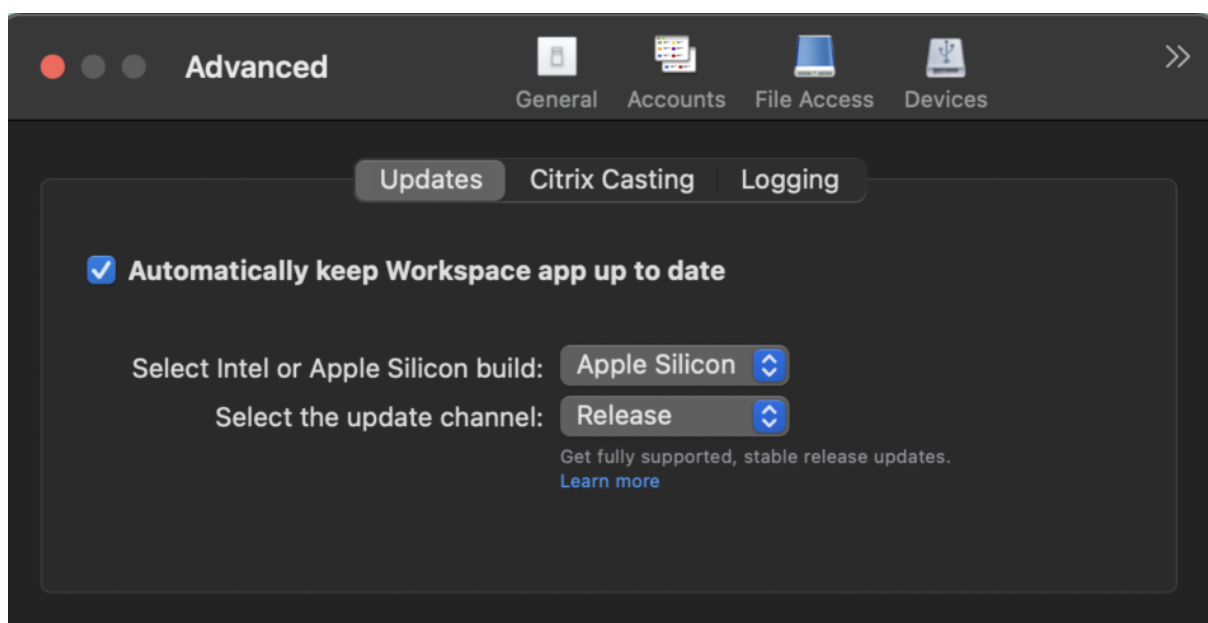 Advanced
General Accounts File Access Devices
Updates Citrix Casting Logging
Automatically keep Workspace app up to date
Select Intel or Apple Silicon build: Apple Silicon
Select the update channel: Release
Get fully supported, stable release updates.
Learn more